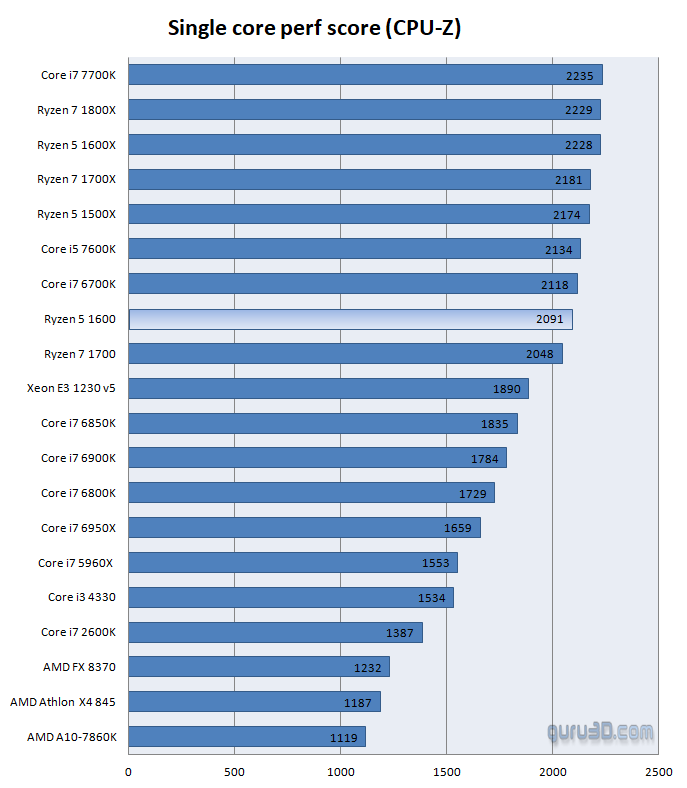 Single core perf score (CPU-Z)
Core i7 7700K 2235
Ryzen 7 1800X 2229
Ryzen 5 1600X 2228
Ryzen 7 1700X 2181
Ryzen 5 1500X 2174
Core i5 7600K 2134
Core i7 6700K 2118
Ryzen 5 1600 2091
Ryzen 7 1700 2048
Xeon E3 1230 v5 1890
Core i7 6850K 1835
Core i7 6900K 1784
Core i7 6800K 1729
Core i7 6950X 1659
Core i7 5960X 1553
Core i3 4330 1534
Core i7 2600K 1387
AMD FX 8370 1232
AMD Athlon X4 845 1187
AMD A10-7860K 1119
guru3D.com
0 500 1000 1500 2000 2500